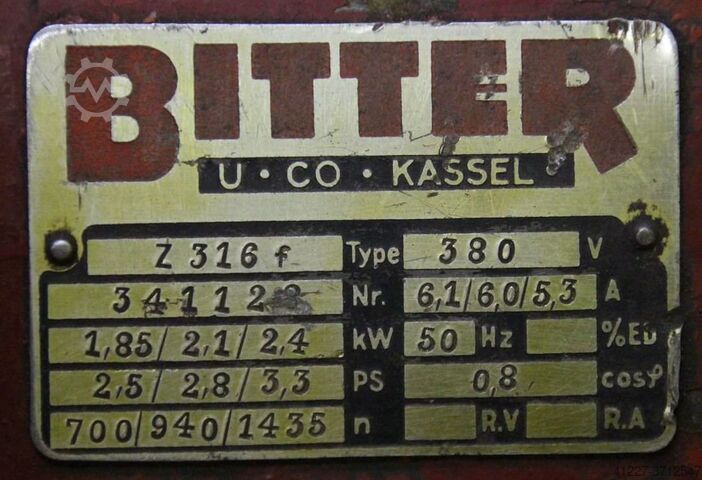 BITTER
U · CO · KASSEL
Z 316 f Type 380 V
Nr. 6,1/6,0/5,3 A
1,85/2,1/2,4 kW 50 Hz %ED
2,5/2,8/3,3 PS 0,8 cosφ
700/940/1435 n R.V R.A